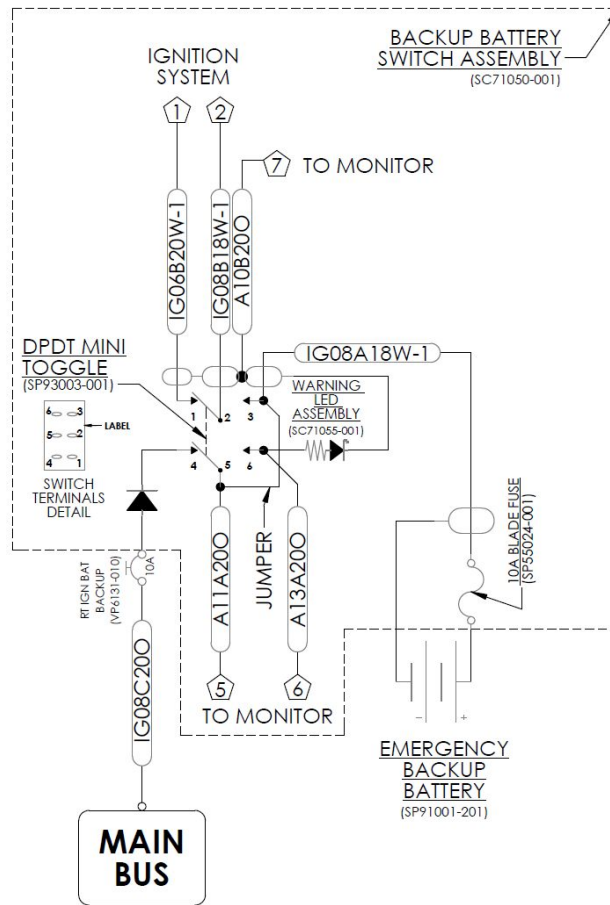 BACKUP BATTERY
SWITCH ASSEMBLY
(SC71050-001)
IGNITION
SYSTEM
1
2
7
TO MONITOR
IG06B20W-1
IG08B18W-1
A10B20O
IG08A18W-1
DPDT MINI
TOGGLE
(SP93003-001)
WARNING
LED
ASSEMBLY
(SC71055-001)
1
2
3
4
5
6
6
3
5
2
4
1
LABEL
SWITCH
TERMINALS
DETAIL
10A BLADE FUSE
(SP55024-001)
RT IGN BAT
BACKUP
(VP6131-010)
10A
JUMPER
A11A20O
A13A20O
IG08C20O
5
6
TO MONITOR
-
+
EMERGENCY
BACKUP
BATTERY
(SP91001-201)
MAIN
BUS